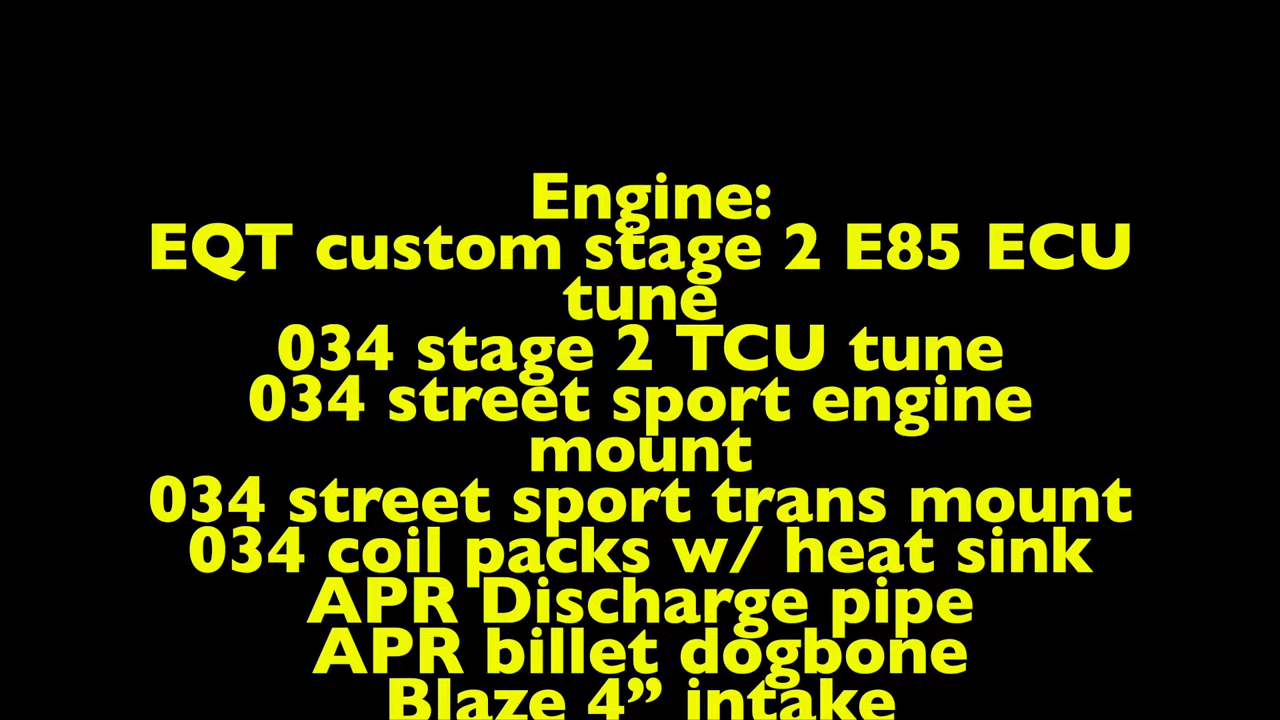 Engine:
EQT custom stage 2 E85 ECU
tune
034 stage 2 TCU tune
034 street sport engine
mount
034 street sport trans mount
034 coil packs w/ heat sink
APR Discharge pipe
APR billet dogbone
Blaze 4” intake